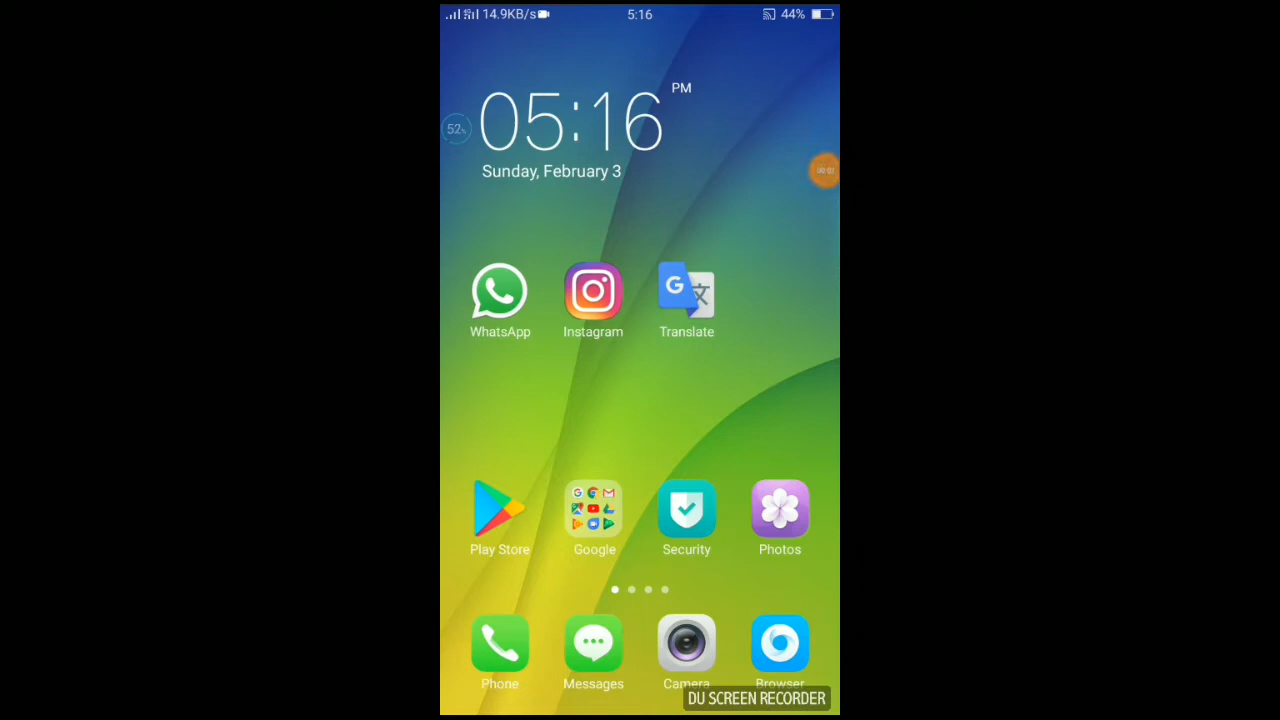 14.9KB/s 5:16 44%
PM
05:16
52%
Sunday, February 3
WhatsApp Instagram Translate
Play Store Google Security Photos
Phone Messages Camera Browser
DU SCREEN RECORDER